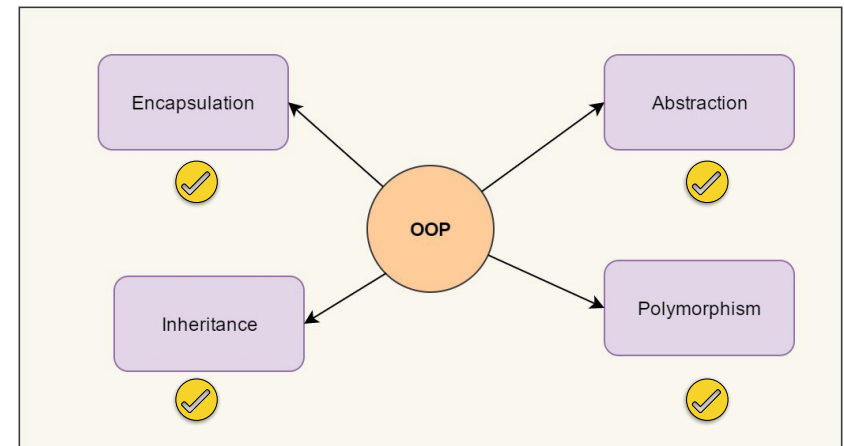 Encapsulation
Abstraction
OOP
Inheritance
Polymorphism